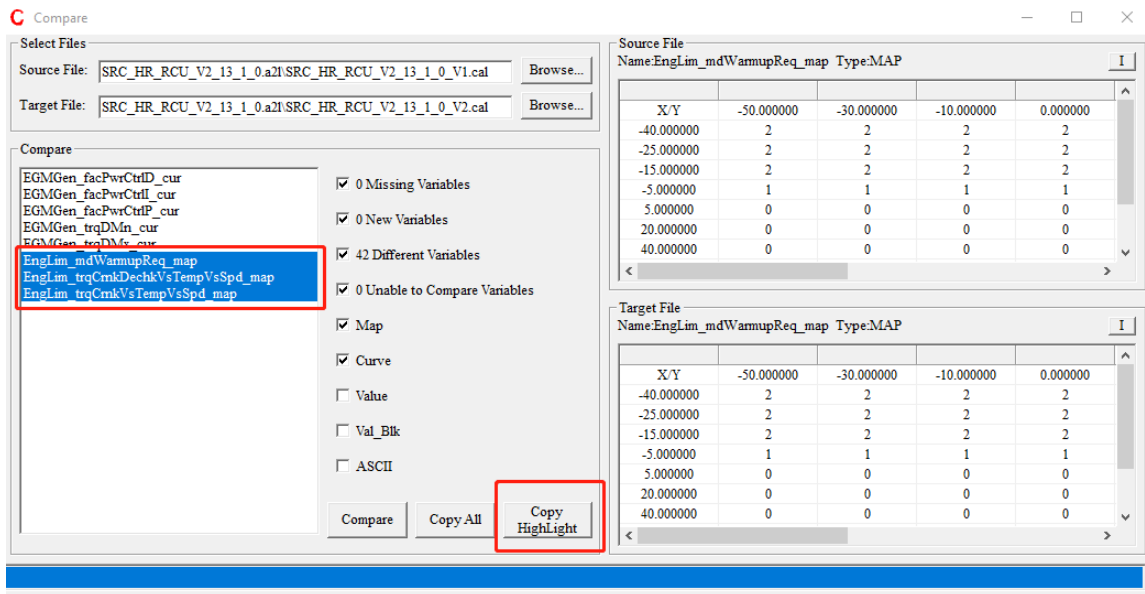 C Compare
Select Files
Source File: SRC_HR_RCU_V2_13_1_0.a2l\SRC_HR_RCU_V2_13_1_0_V1.cal Browse...
Target File: SRC_HR_RCU_V2_13_1_0.a2l\SRC_HR_RCU_V2_13_1_0_V2.cal Browse...
Compare
EGMGen_facPwrCtrlD_cur
EGMGen_facPwrCtrlI_cur
EGMGen_facPwrCtrlP_cur
EGMGen_trqDMn_cur
EGMGen_trqDMx_cur
EngLim_mdWarmupReq_map
EngLim_trqCrnkDechkVsTempVsSpd_map
EngLim_trqCrnkVsTempVsSpd_map
0 Missing Variables
0 New Variables
42 Different Variables
0 Unable to Compare Variables
Map
Curve
Value
Val_Blk
ASCII
Compare
Copy All
Copy
HighLight
Source File
Name:EngLim_mdWarmupReq_map Type:MAP I
X/Y -50.000000 -30.000000 -10.000000 0.000000
-40.000000 2 2 2 2
-25.000000 2 2 2 2
-15.000000 2 2 2 2
-5.000000 1 1 1 1
5.000000 0 0 0 0
20.000000 0 0 0 0
40.000000 0 0 0 0
Target File
Name:EngLim_mdWarmupReq_map Type:MAP I
X/Y -50.000000 -30.000000 -10.000000 0.000000
-40.000000 2 2 2 2
-25.000000 2 2 2 2
-15.000000 2 2 2 2
-5.000000 1 1 1 1
5.000000 0 0 0 0
20.000000 0 0 0 0
40.000000 0 0 0 0